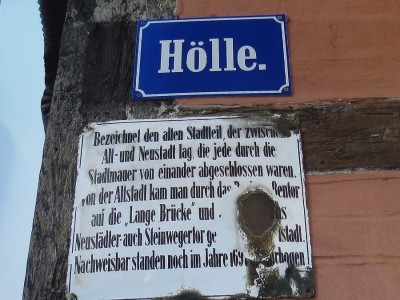 Hölle.
Bezeichnet den alten Stadtteil, der zwischen
Alt- und Neustadt lag, die jede durch die
Stadtmauer von einander abgeschlossen waren.
von der Altstadt kam man durch das
auf die „Lange Brücke" und
Neustädter auch Steinwegertor
Nachweisbar standen noch im Jahre